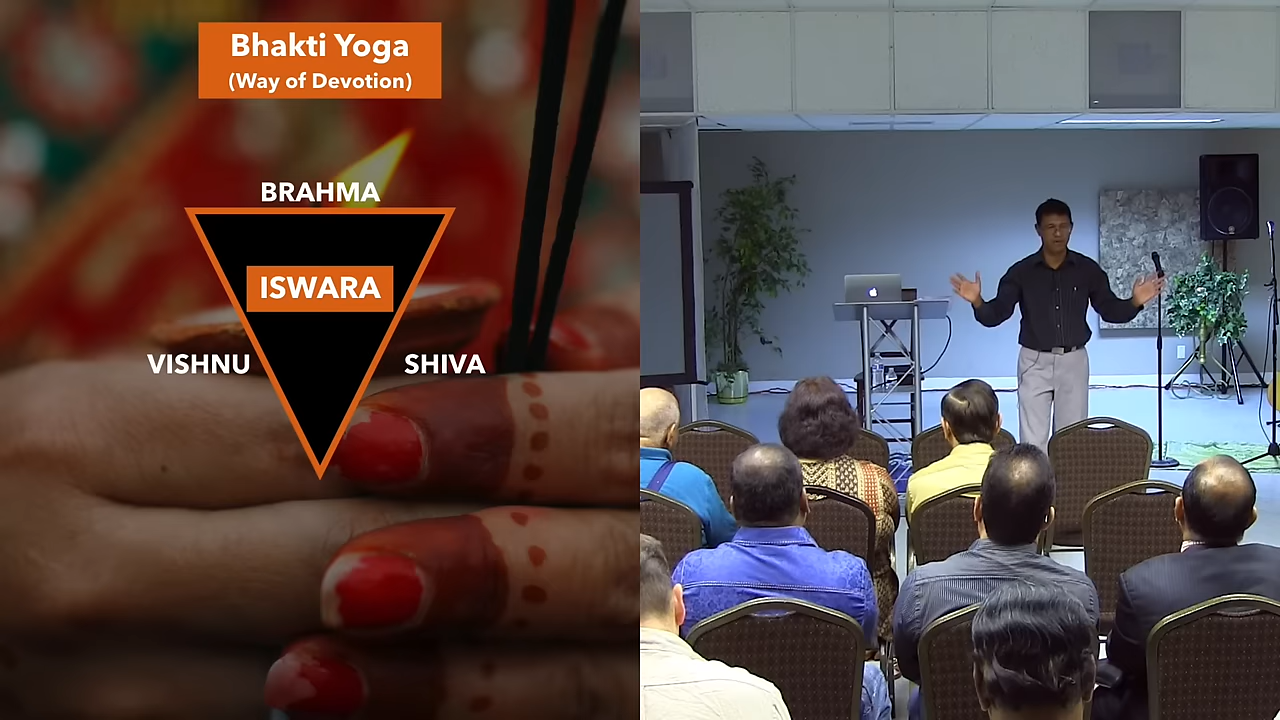 Bhakti Yoga
(Way of Devotion)
BRAHMA
ISWARA
VISHNU
SHIVA